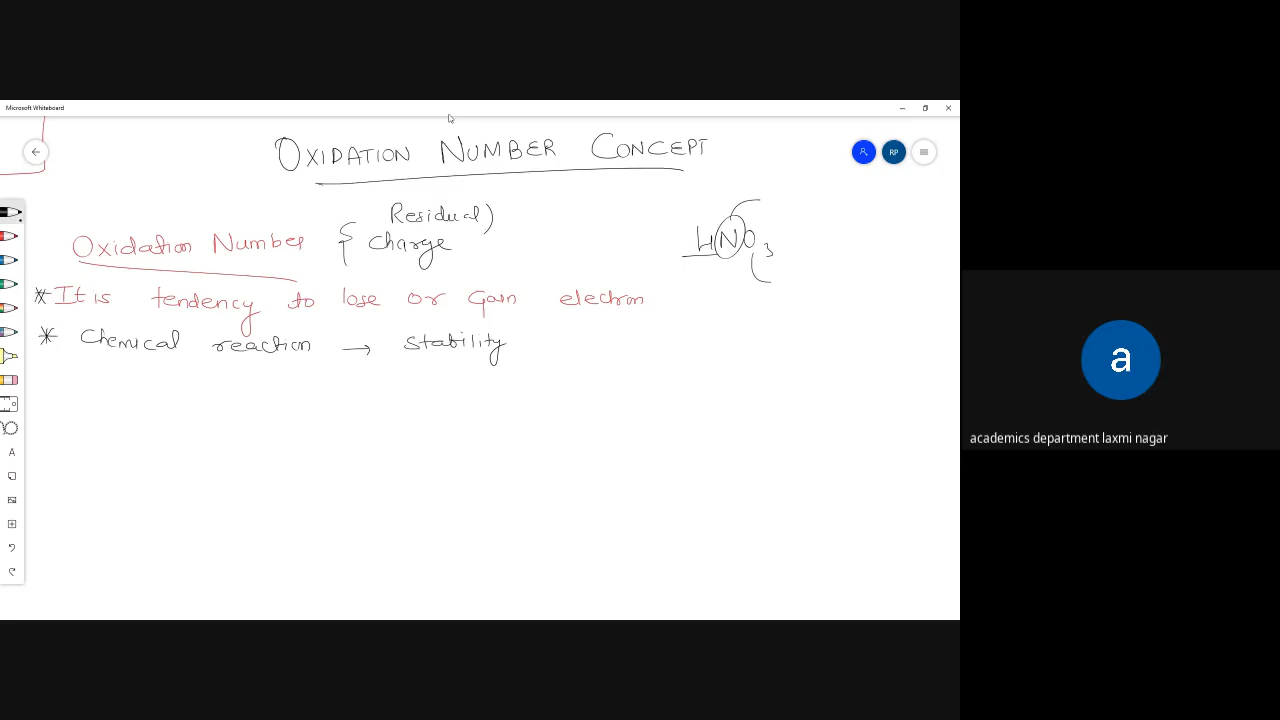 Microsoft Whiteboard
OXIDATION NUMBER CONCEPT
RP
Residual)
Oxidation Number { charge
HNO3
* It is tendency to lose or Gain electron
* Chemical reaction → stability
A
a
academics department laxmi nagar